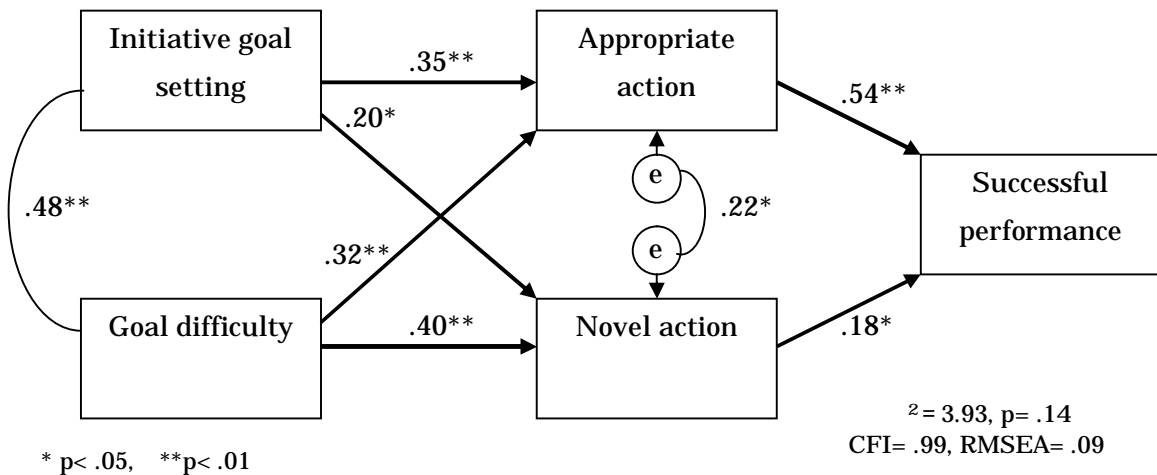 Initiative goal
setting
Appropriate
action
.35**
.20*
.54**
.48**
e
.22*
e
Successful
performance
.32**
Goal difficulty
.40**
Novel action
.18*
² = 3.93, p= .14
CFI= .99, RMSEA= .09
* p< .05, **p< .01